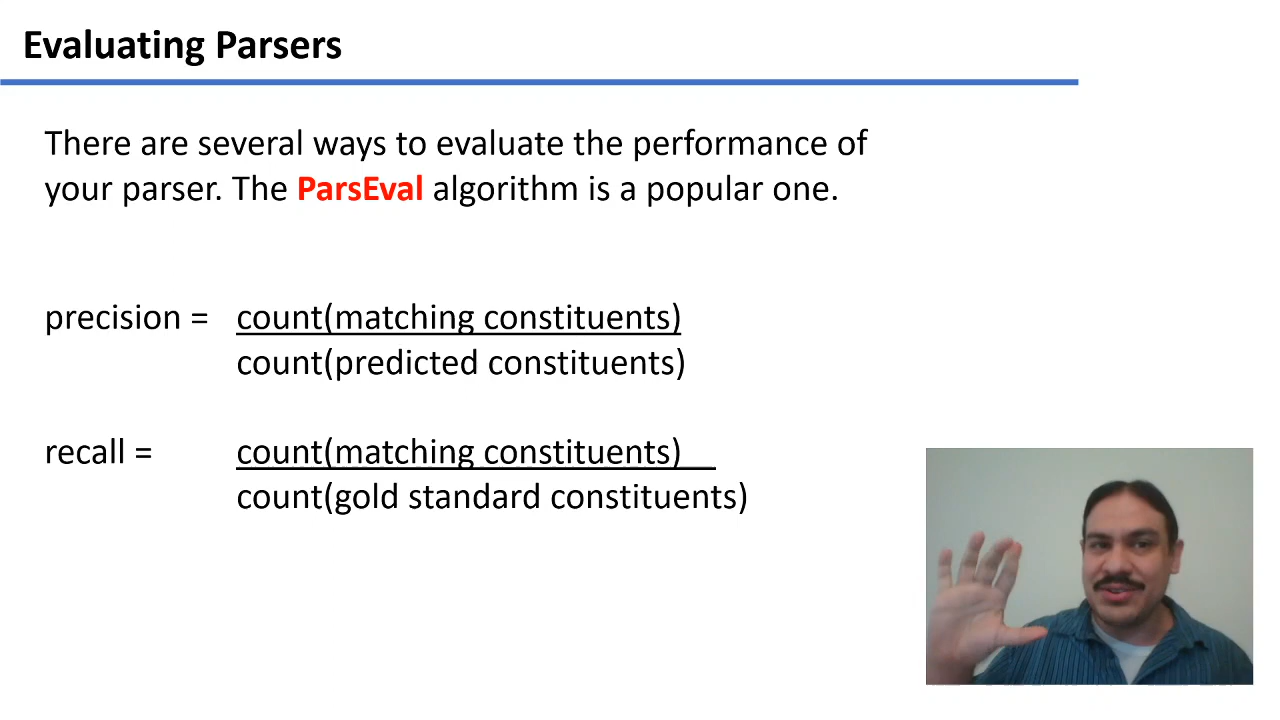 Evaluating Parsers
There are several ways to evaluate the performance of
your parser. The ParsEval algorithm is a popular one.
precision = count(matching constituents)
count(predicted constituents)
recall = count(matching constituents)
count(gold standard constituents)